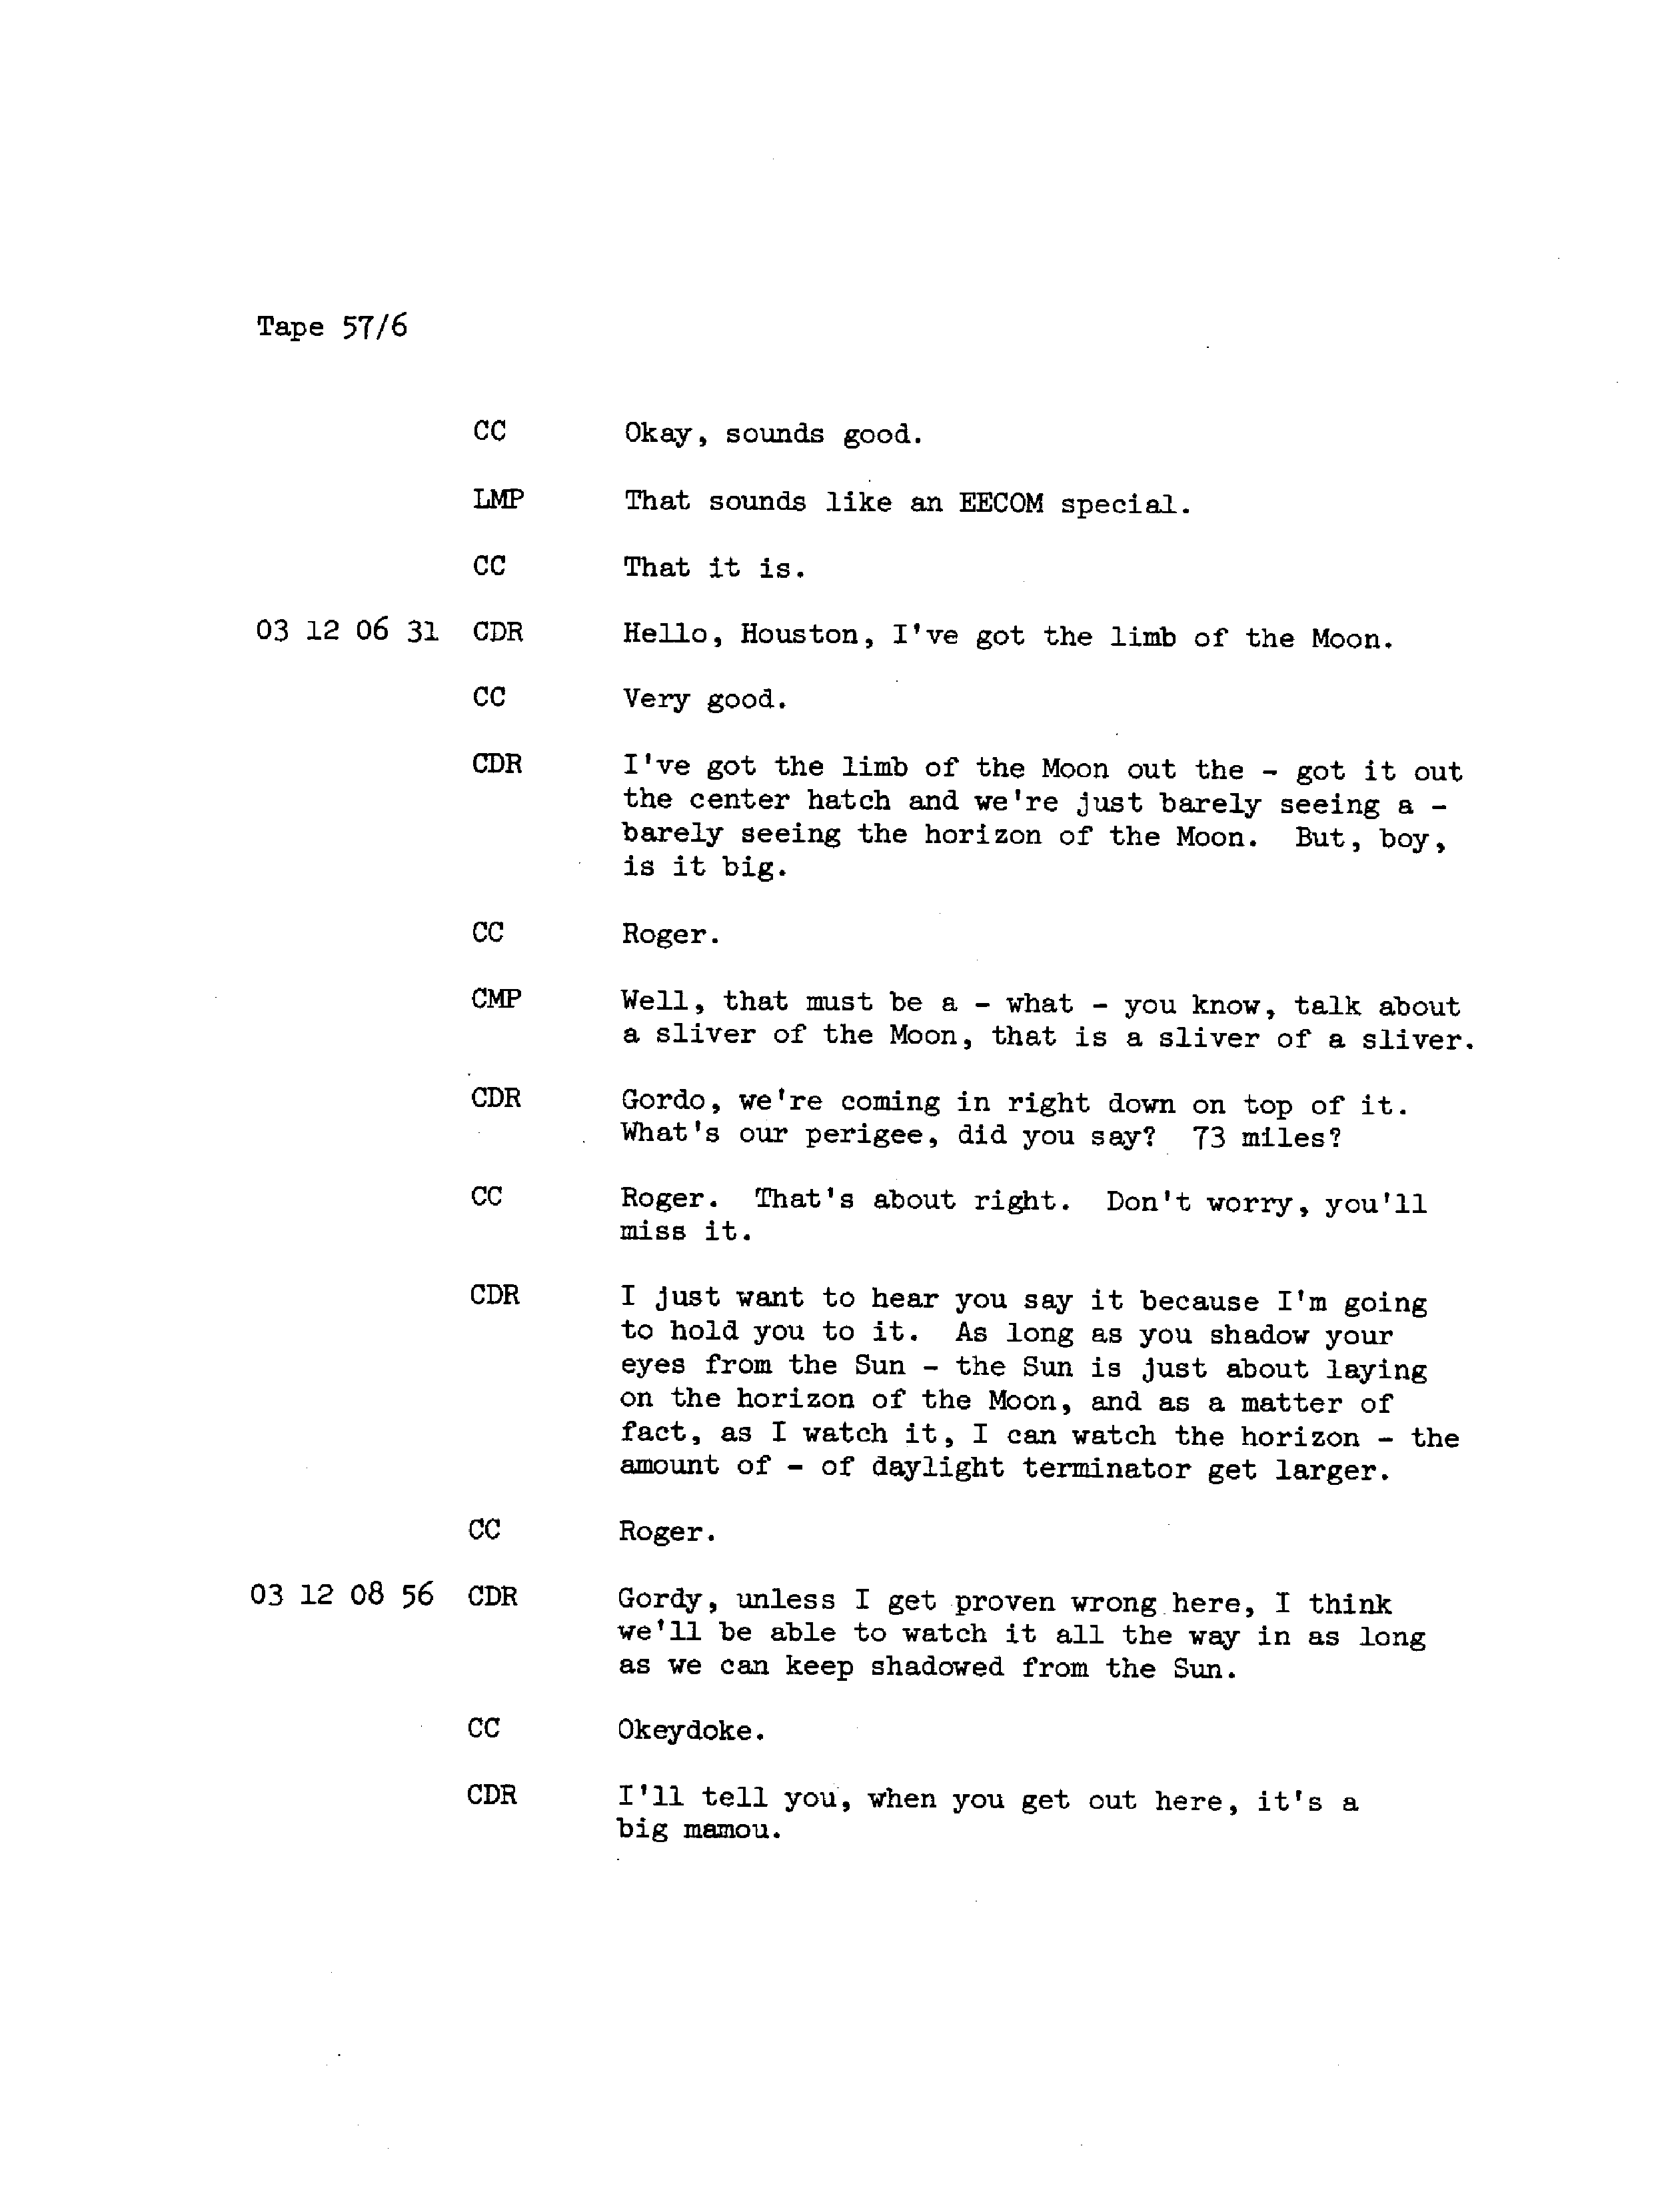 Tape 57/6
CC Okay, sounds good.
LMP That sounds like an EECOM special.
CC That it is.
03 12 06 31 CDR Hello, Houston, I've got the limb of the Moon.
CC Very good.
CDR I've got the limb of the Moon out the - got it out
the center hatch and we're just barely seeing a -
barely seeing the horizon of the Moon. But, boy,
is it big.
CC Roger.
CMP Well, that must be a - what - you know, talk about
a sliver of the Moon, that is a sliver of a sliver.
CDR Gordo, we're coming in right down on top of it.
What's our perigee, did you say? 73 miles?
CC Roger. That's about right. Don't worry, you'll
miss it.
CDR I just want to hear you say it because I'm going
to hold you to it. As long as you shadow your
eyes from the Sun - the Sun is just about laying
on the horizon of the Moon, and as a matter of
fact, as I watch it, I can watch the horizon - the
amount of - of daylight terminator get larger.
CC Roger.
03 12 08 56 CDR Gordy, unless I get proven wrong here, I think
we'll be able to watch it all the way in as long
as we can keep shadowed from the Sun.
CC Okeydoke.
CDR I'll tell you, when you get out here, it's a
big mamou.